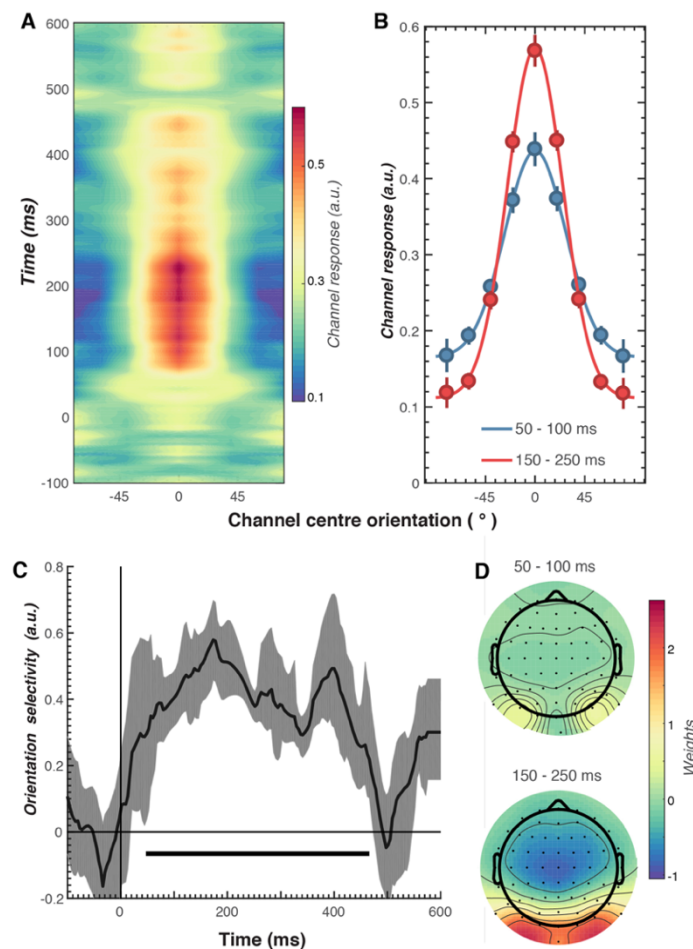 A
B
600
500
400
300
200
100
0
-100
Time (ms)
-45
0
45
0.5
0.3
0.1
Channel response (a.u.)
0.6
0.5
0.4
0.3
0.2
0.1
0
Channel response (a.u.)
50 - 100 ms
150 - 250 ms
-45
0
45
Channel centre orientation ( ° )
C
0.8
0.6
0.4
0.2
0
-0.2
Orientation selectivity (a.u.)
0
200
400
600
Time (ms)
D
50 - 100 ms
150 - 250 ms
2
1
0
-1
Weights